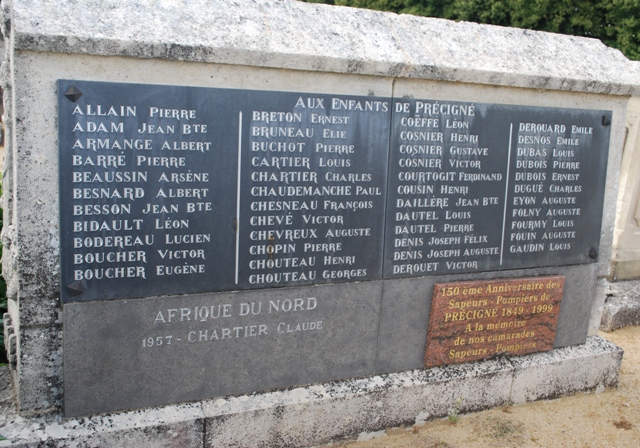 AUX ENFANTS DE PRÉCIGNÉ
ALLAIN PIERRE
ADAM JEAN BTE
ARMANGE ALBERT
BARRÉ PIERRE
BEAUSSIN ARSÈNE
BESNARD ALBERT
BESSON JEAN BTE
BIDAULT LÉON
BODEREAU LUCIEN
BOUCHER VICTOR
BOUCHER EUGÈNE
BRETON ERNEST
BRUNEAU ELIE
BUCHOT PIERRE
CARTIER LOUIS
CHARTIER CHARLES
CHAUDEMANCHE PAUL
CHESNEAU FRANÇOIS
CHEVÉ VICTOR
CHEVREUX AUGUSTE
CHOPIN PIERRE
CHOUTEAU HENRI
CHOUTEAU GEORGES
COËFFÉ LÉON
COSNIER HENRI
COSNIER GUSTAVE
COSNIER VICTOR
COURTOGIT FERDINAND
COUSIN HENRI
DAILLÈRE JEAN BTE
DAUTEL LOUIS
DAUTEL PIERRE
DENIS JOSEPH FÉLIX
DENIS JOSEPH AUGUSTE
DEROUET VICTOR
DEROUARD EMILE
DESNOS EMILE
DUBAS LOUIS
DUBOIS PIERRE
DUBOIS ERNEST
DUGUÉ CHARLES
EYON AUGUSTE
FOLNY AUGUSTE
FOURMY LOUIS
FOUIN AUGUSTE
GAUDIN LOUIS
AFRIQUE DU NORD
1957 - CHARTIER CLAUDE
150 ème Anniversaire des
Sapeurs - Pompiers de
PRÉCIGNÉ 1849 - 1999
A la mémoire
de nos camarades
Sapeurs - Pompiers